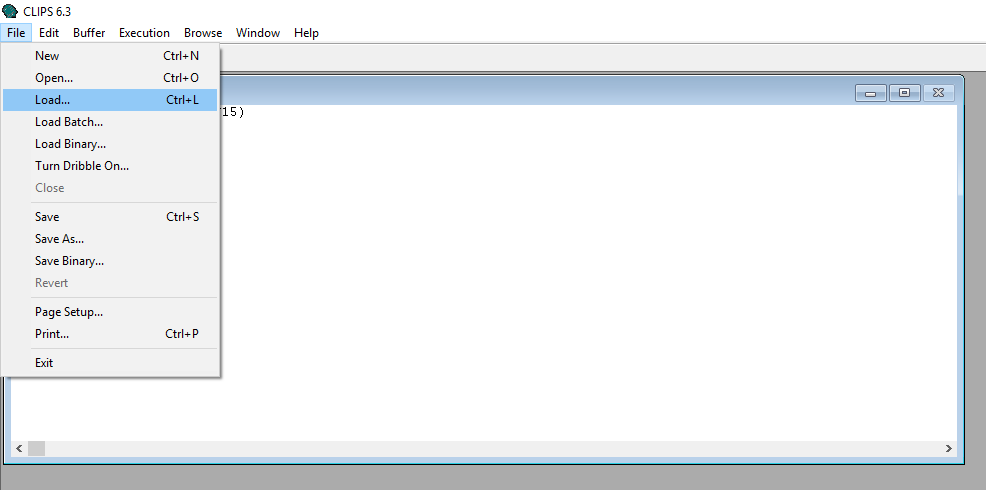 CLIPS 6.3
File Edit Buffer Execution Browse Window Help
New Ctrl+N
Open... Ctrl+O
Load... Ctrl+L
15)
Load Batch...
Load Binary...
Turn Dribble On...
Close
Save Ctrl+S
Save As...
Save Binary...
Revert
Page Setup...
Print... Ctrl+P
Exit